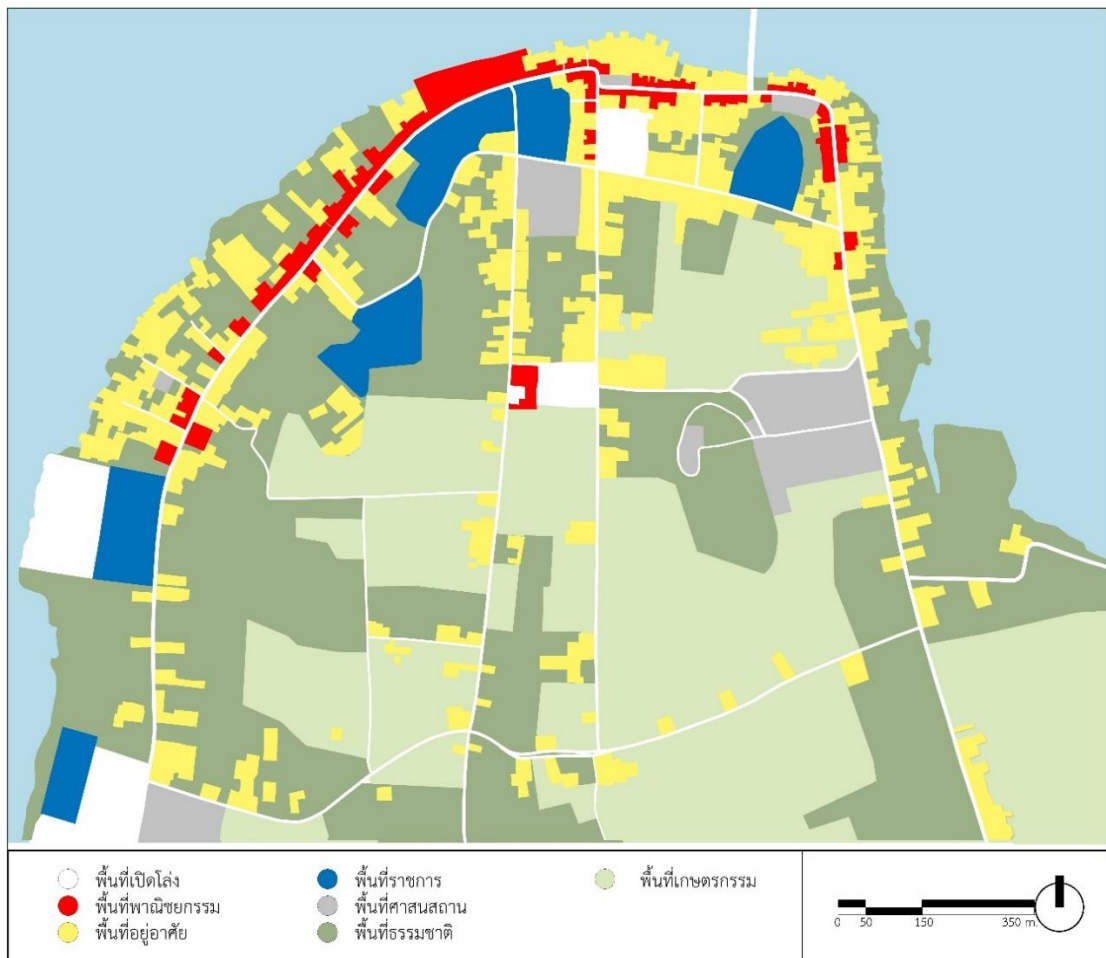 พื้นที่เปิดโล่ง
พื้นที่พาณิชยกรรม
พื้นที่อยู่อาศัย
พื้นที่ราชการ
พื้นที่ศาสนสถาน
พื้นที่ธรรมชาติ
พื้นที่เกษตรกรรม
0 50 150 350 m.